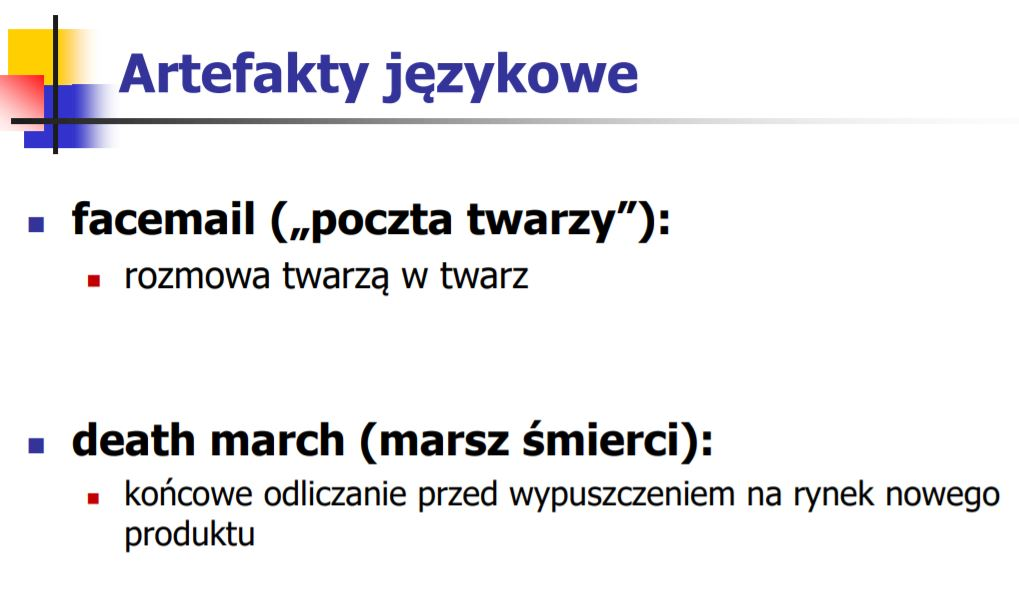 Artefakty językowe
facemail („poczta twarzy”):
rozmowa twarzą w twarz
death march (marsz śmierci):
końcowe odliczanie przed wypuszczeniem na rynek nowego
produktu